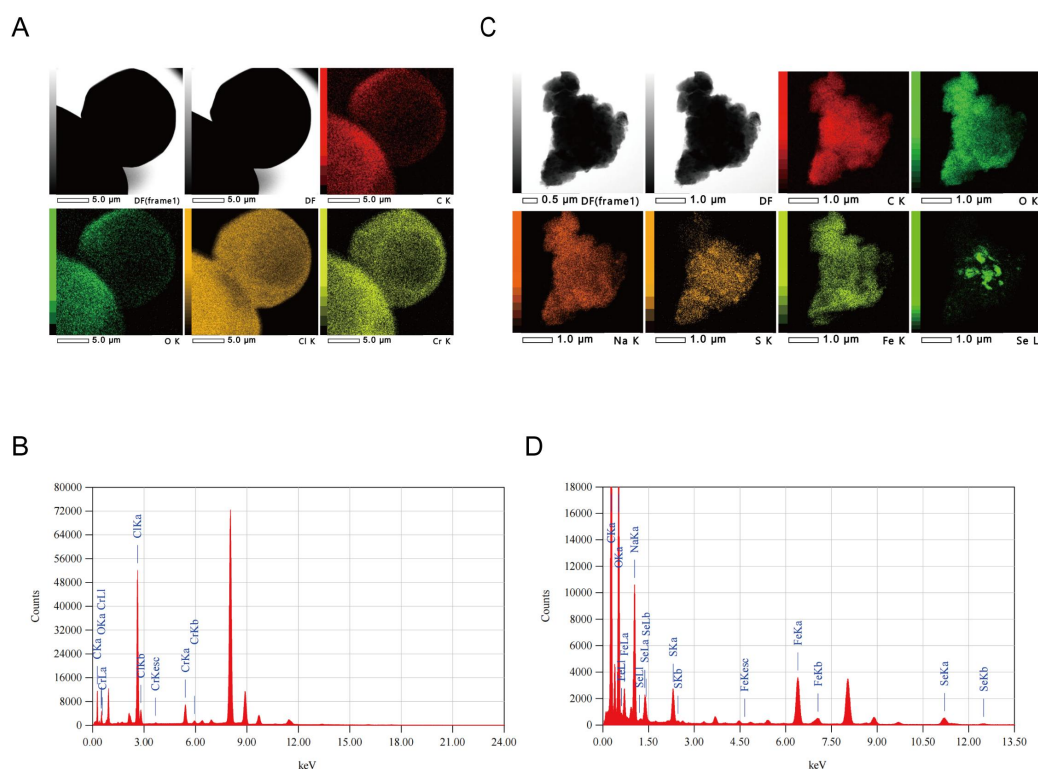 A
C
5.0 µm DF(frame1)
5.0 µm DF
5.0 µm C K
5.0 µm O K
5.0 µm Cl K
5.0 µm Cr K
0.5 µm DF(frame1)
1.0 µm DF
1.0 µm C K
1.0 µm O K
1.0 µm Na K
1.0 µm S K
1.0 µm Fe K
1.0 µm Se L
B
D
80000
72000
64000
56000
48000
40000
32000
24000
16000
8000
0
Counts
CKa
CrLa
OKa CrLl
ClKa
ClKb
CrKesc
CrKa
CrKb
0.00 3.00 6.00 9.00 12.00 15.00 18.00 21.00 24.00
keV
18000
16000
14000
12000
10000
8000
6000
4000
2000
0
Counts
CKa
OKa
FeLl
FeLa
NaKa
SeLl
SeLa
SeLb
SKa
SKb
FeKesc
FeKa
FeKb
SeKa
SeKb
0.00 1.50 3.00 4.50 6.00 7.50 9.00 10.50 12.00 13.50
keV